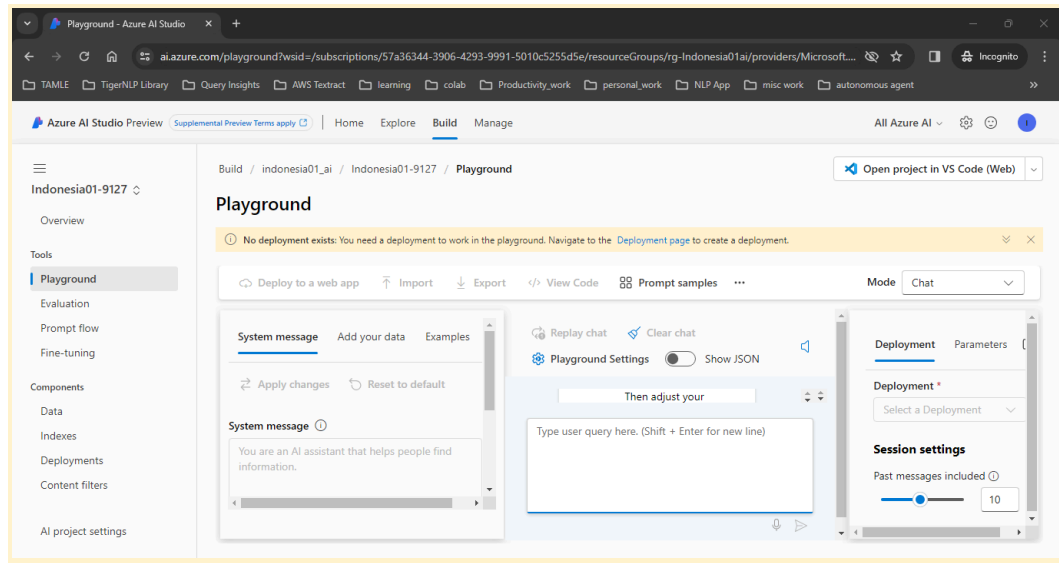 Playground - Azure AI Studio
ai.azure.com/playground?wsid=/subscriptions/57a36344-3906-4293-9991-5010c5255d5e/resourceGroups/rg-Indonesia01ai/providers/Microsoft....
Incognito
TAMLE TigerNLP Library Query Insights AWS Textract learning colab Productivity_work personal_work NLP App misc work autonomous agent
Azure AI Studio Preview Supplemental Preview Terms apply Home Explore Build Manage All Azure AI I
Indonesia01-9127
Overview
Tools
Playground
Evaluation
Prompt flow
Fine-tuning
Components
Data
Indexes
Deployments
Content filters
AI project settings
Build / indonesia01_ai / Indonesia01-9127 / Playground
Open project in VS Code (Web)
Playground
No deployment exists: You need a deployment to work in the playground. Navigate to the Deployment page to create a deployment.
Deploy to a web app Import Export </> View Code Prompt samples ... Mode Chat
System message Add your data Examples
Apply changes Reset to default
System message
You are an AI assistant that helps people find
information.
Replay chat Clear chat
Playground Settings Show JSON
Then adjust your
Type user query here. (Shift + Enter for new line)
Deployment Parameters
Deployment *
Select a Deployment
Session settings
Past messages included
10